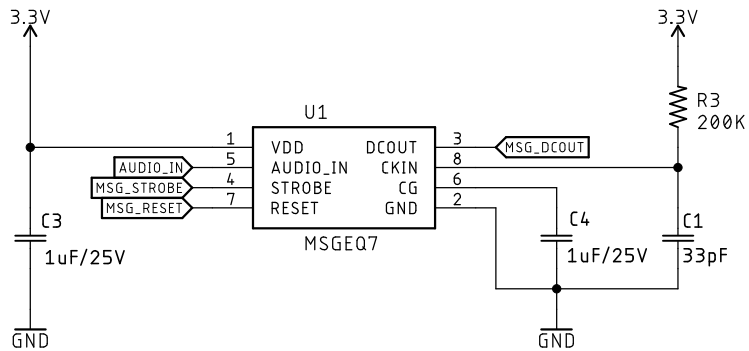 3.3V
3.3V
R3
200K
U1
1 VDD DCOUT 3 MSG_DCOUT
AUDIO_IN 5 AUDIO_IN CKIN 8
MSG_STROBE 4 STROBE CG 6
MSG_RESET 7 RESET GND 2
MSGEQ7
C3
1uF/25V
C4
1uF/25V
C1
33pF
GND
GND